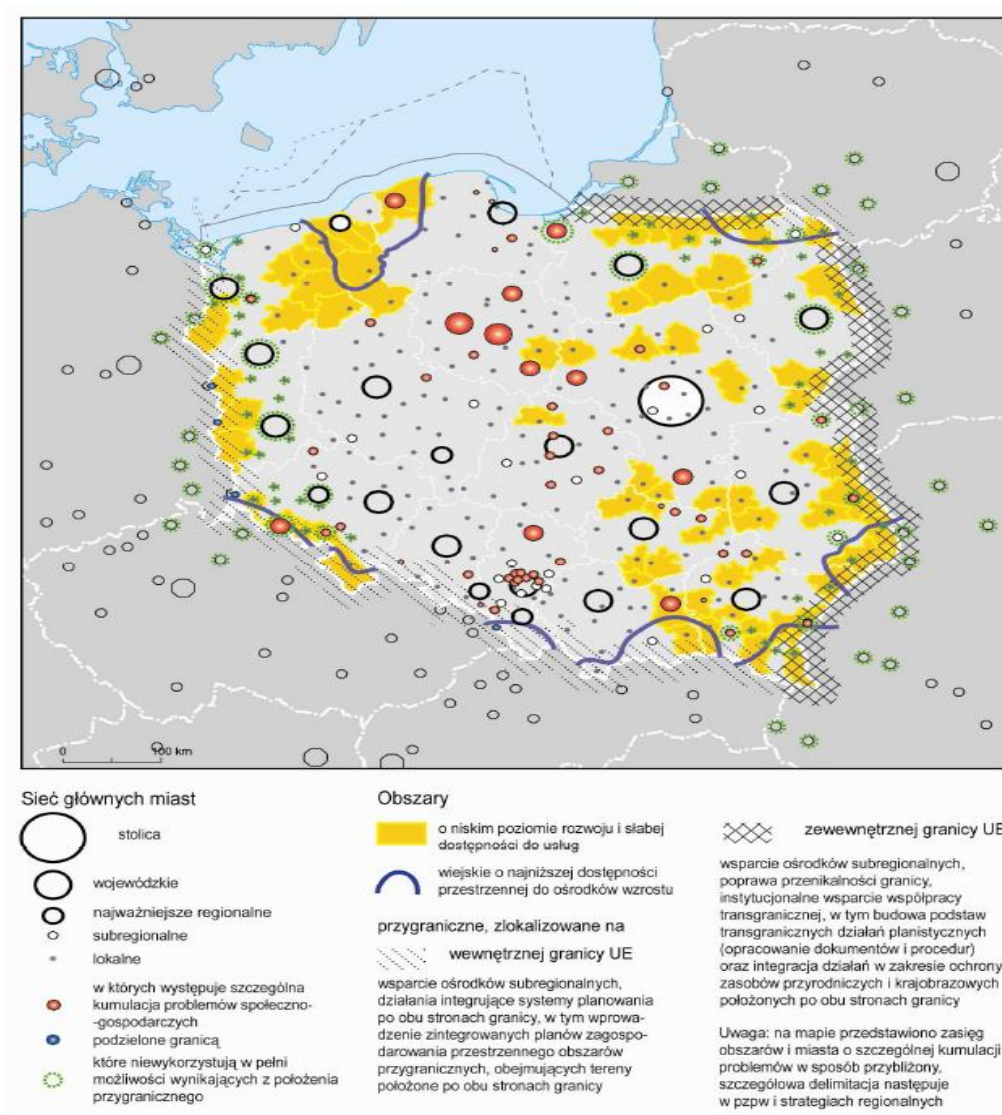 0 100 km
Sieć głównych miast
stolica
wojewódzkie
najważniejsze regionalne
subregionalne
lokalne
w których występuje szczególna
kumulacja problemów społeczno-
-gospodarczych
podzielone granicą
które niewykorzystują w pełni
możliwości wynikających z położenia
przygranicznego
Obszary
o niskim poziomie rozwoju i słabej
dostępności do usług
wiejskie o najniższej dostępności
przestrzennej do ośrodków wzrostu
przygraniczne, zlokalizowane na
wewnętrznej granicy UE
wsparcie ośrodków subregionalnych,
działania integrujące systemy planowania
po obu stronach granicy, w tym wprowa-
dzenie zintegrowanych planów zagospo-
darowania przestrzennego obszarów
przygranicznych, obejmujących tereny
położone po obu stronach granicy
zewewnętrznej granicy UE
wsparcie ośrodków subregionalnych,
poprawa przenikalności granicy,
instytucjonalne wsparcie współpracy
transgranicznej, w tym budowa podstaw
transgranicznych działań planistycznych
(opracowanie dokumentów i procedur)
oraz integracja działań w zakresie ochrony
zasobów przyrodniczych i krajobrazowych
położonych po obu stronach granicy
Uwaga: na mapie przedstawiono zasięg
obszarów i miasta o szczególnej kumulacji
problemów w sposób przybliżony,
szczegółowa delimitacja następuje
w pzpw i strategiach regionalnych